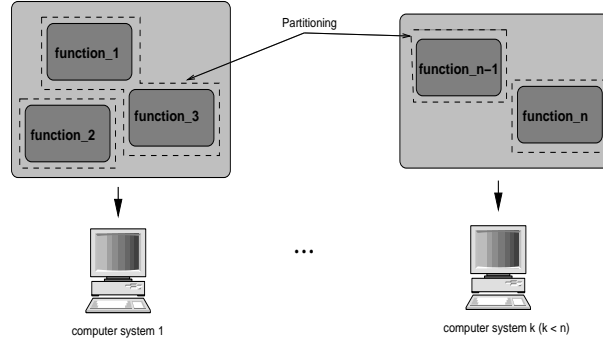 Partitioning
function_1
function_2
function_3
function_n-1
function_n
...
computer system 1
computer system k (k < n)